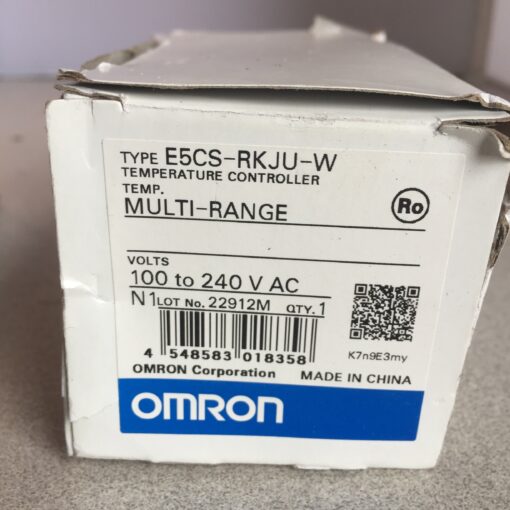 TYPE E5CS-RKJU-W
TEMPERATURE CONTROLLER
TEMP.
MULTI-RANGE
Ro
VOLTS
100 to 240 V AC
N1 LOT No. 22912M QTY. 1
4 548583 018358
K7n9E3my
OMRON Corporation MADE IN CHINA
OMRON